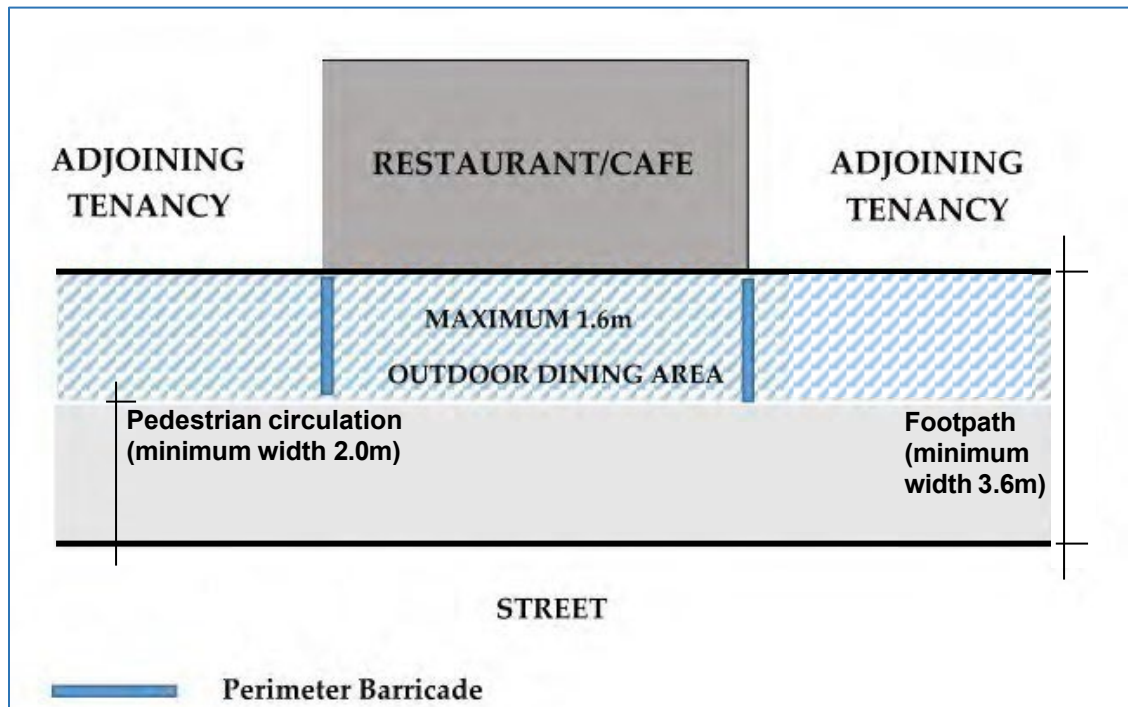 ADJOINING
TENANCY
RESTAURANT/CAFE
ADJOINING
TENANCY
MAXIMUM 1.6m
OUTDOOR DINING AREA
Pedestrian circulation
(minimum width 2.0m)
Footpath
(minimum
width 3.6m)
STREET
Perimeter Barricade